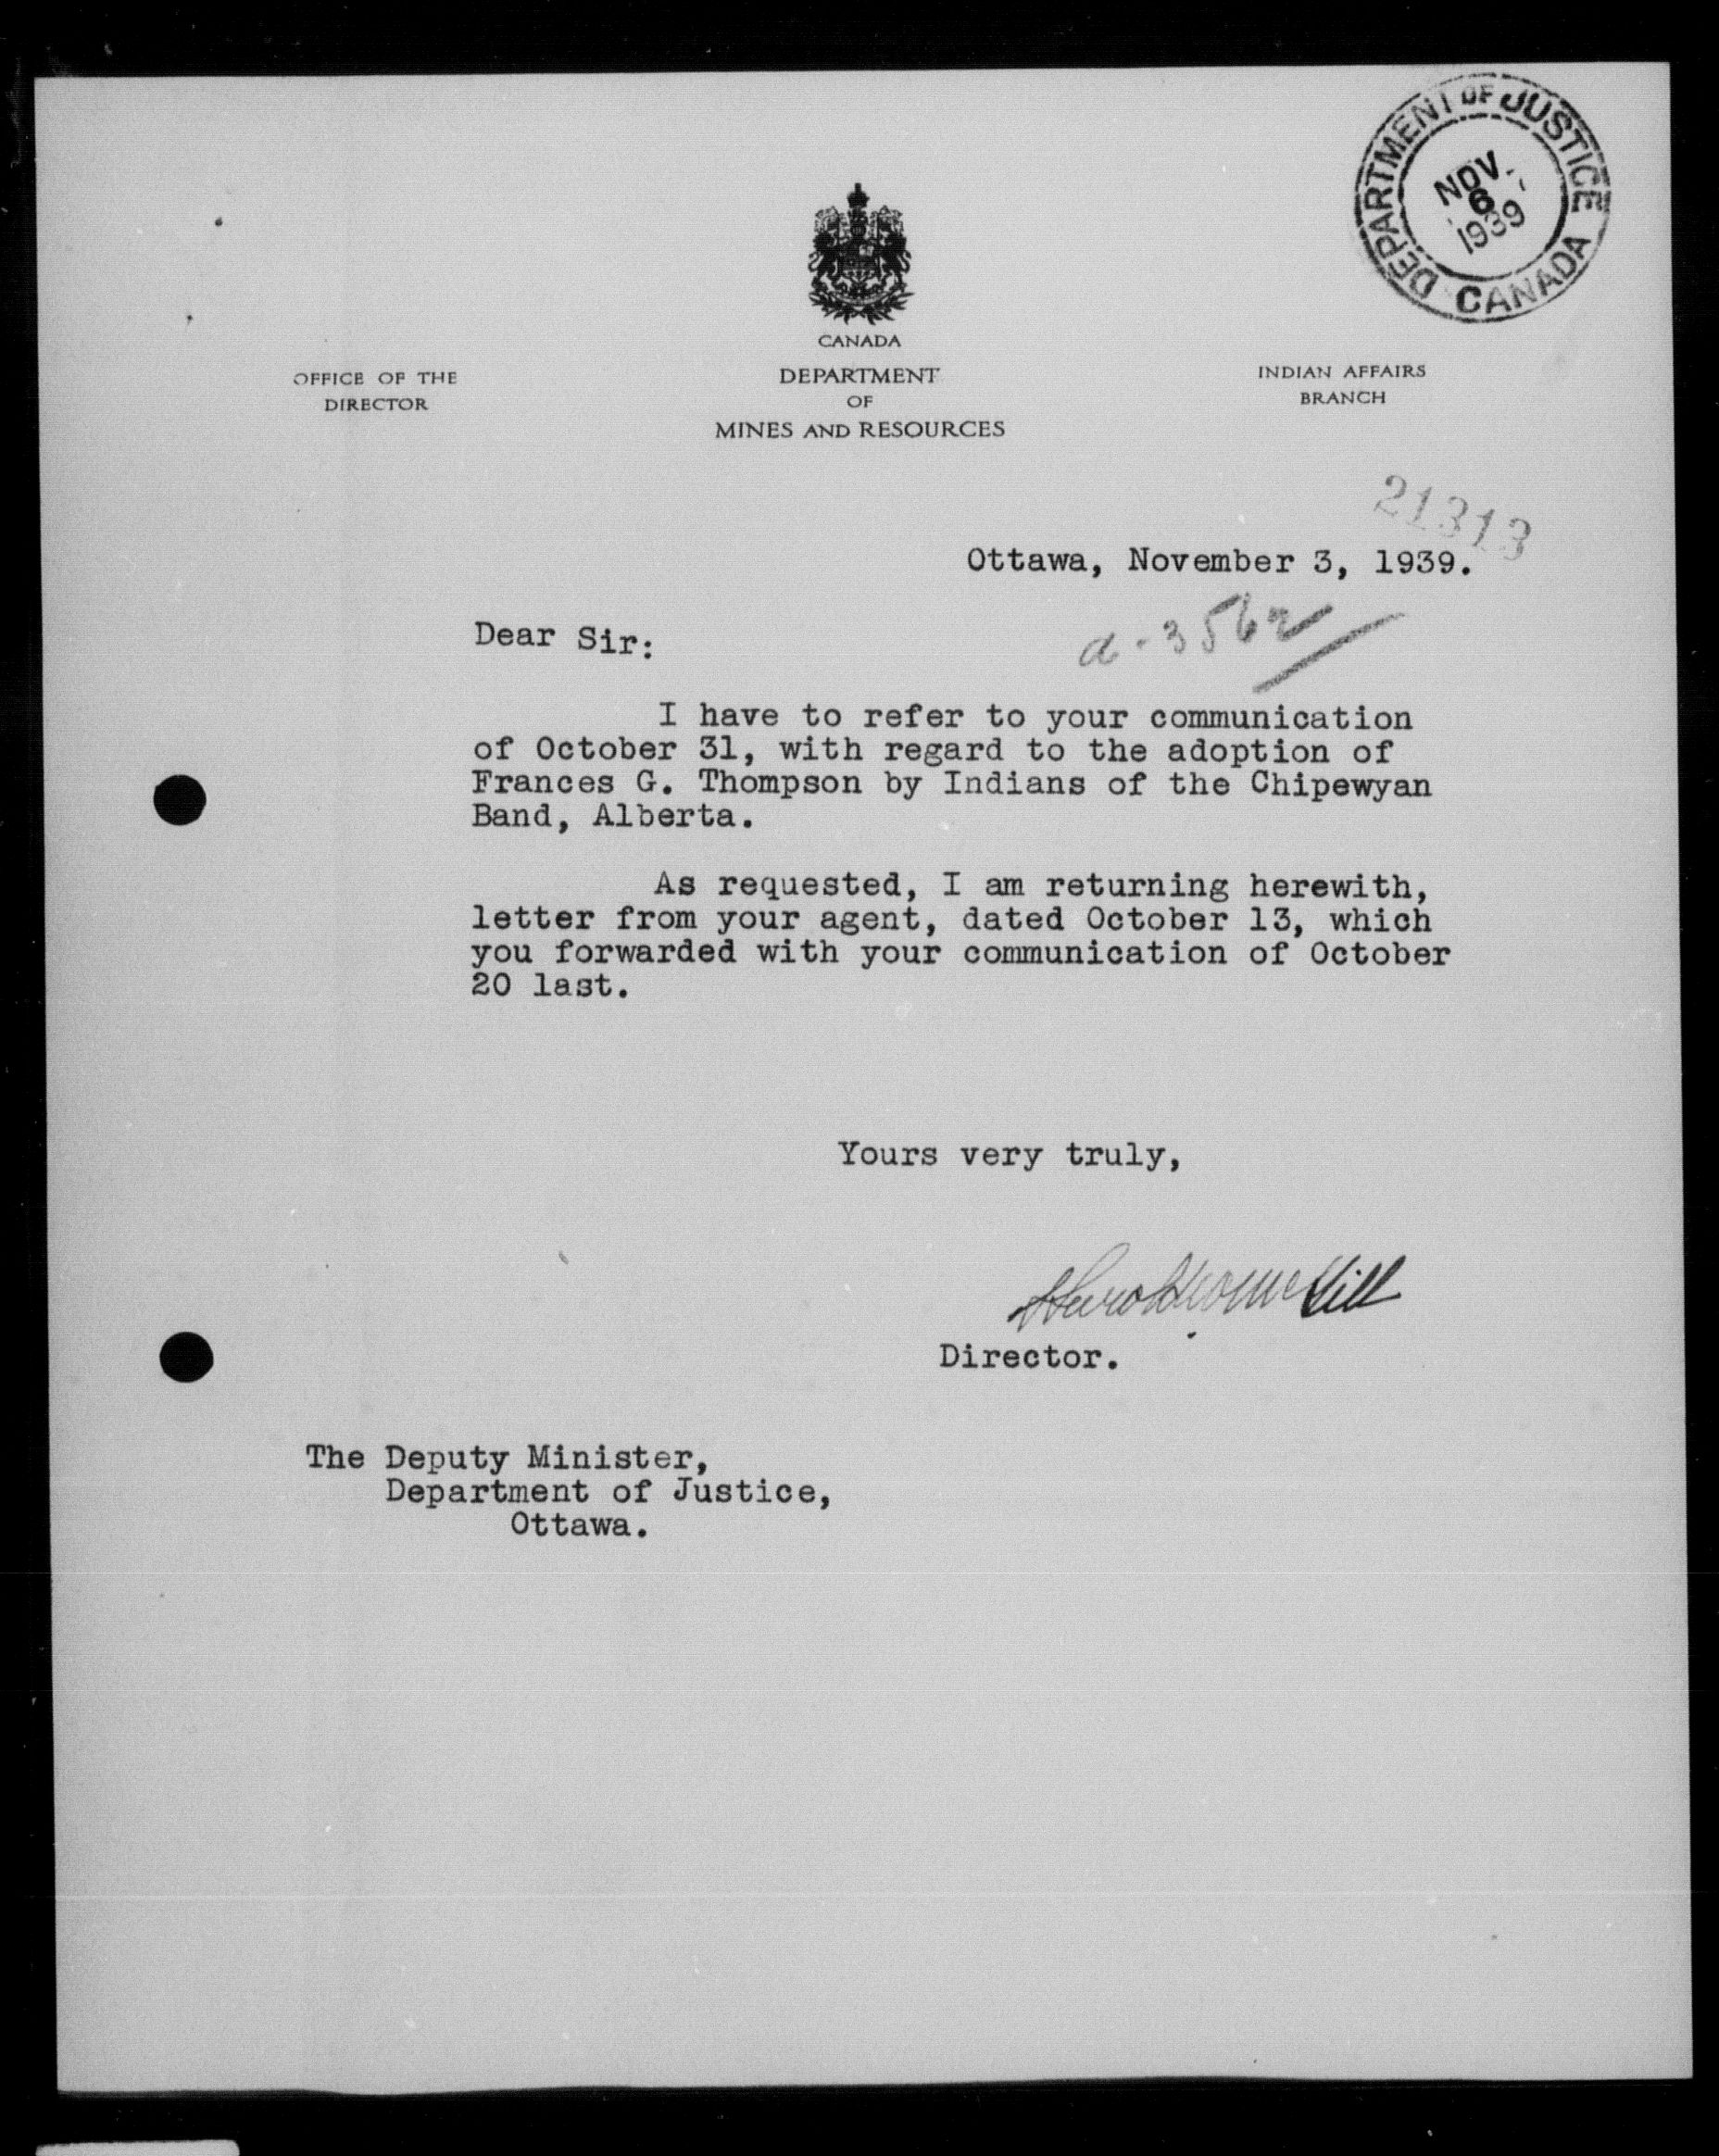 DEPARTMENT OF JUSTICE
CANADA
NOV.
6
1939
CANADA
OFFICE OF THE
DIRECTOR
DEPARTMENT
OF
MINES AND RESOURCES
INDIAN AFFAIRS
BRANCH
21313
Ottawa, November 3, 1939.
a-3562
Dear Sir:
I have to refer to your communication
of October 31, with regard to the adoption of
Frances G. Thompson by Indians of the Chipewyan
Band, Alberta.
As requested, I am returning herewith,
letter from your agent, dated October 13, which
you forwarded with your communication of October
20 last.
Yours very truly,
Director.
The Deputy Minister,
Department of Justice,
Ottawa.